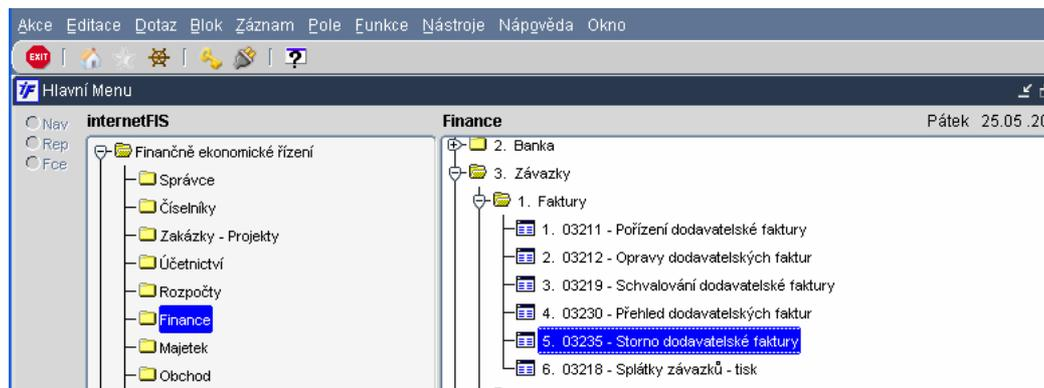 Akce Editace Dotaz Blok Záznam Pole Funkce Nástroje Nápověda Okno
EXIT
Hlavní Menu
Nav
Rep
Fce
internetFIS
Finančně ekonomické řízení
Správce
Číselníky
Zakázky - Projekty
Účetnictví
Rozpočty
Finance
Majetek
Obchod
Finance Pátek 25.05 .20
2. Banka
3. Závazky
1. Faktury
1. 03211 - Pořízení dodavatelské faktury
2. 03212 - Opravy dodavatelských faktur
3. 03219 - Schvalování dodavatelské faktury
4. 03230 - Přehled dodavatelských faktur
5. 03235 - Storno dodavatelské faktury
6. 03218 - Splátky závazků - tisk